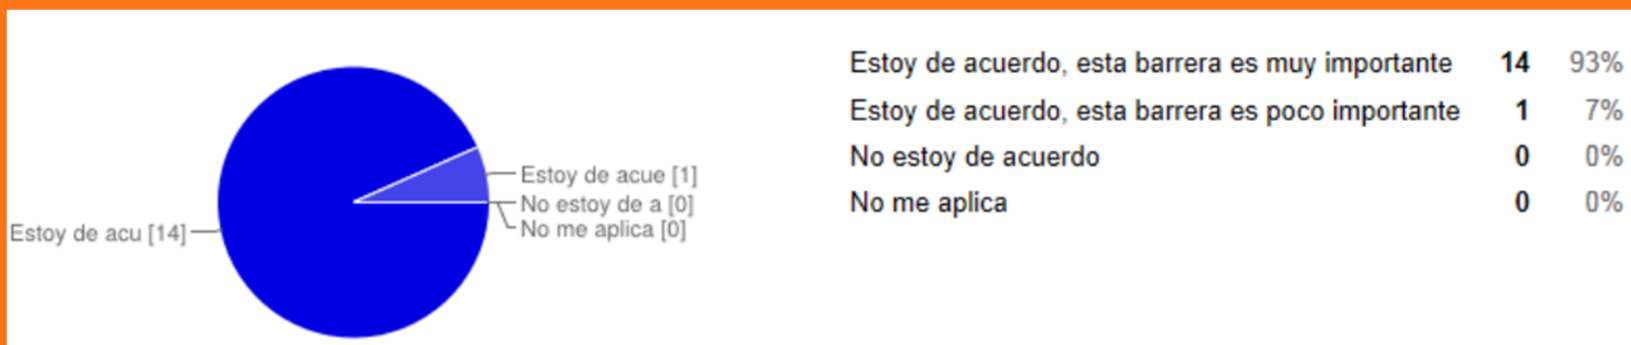 Estoy de acu [14]
Estoy de acue [1]
No estoy de a [0]
No me aplica [0]
Estoy de acuerdo, esta barrera es muy importante 14 93%
Estoy de acuerdo, esta barrera es poco importante 1 7%
No estoy de acuerdo 0 0%
No me aplica 0 0%